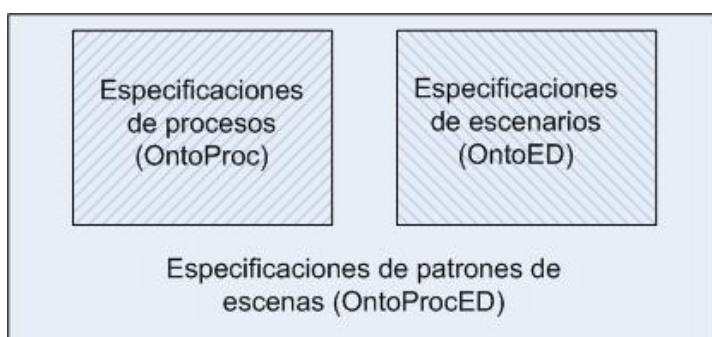 Especificaciones
de procesos
(OntoProc)
Especificaciones
de escenarios
(OntoED)
Especificaciones de patrones de
escenas (OntoProcED)